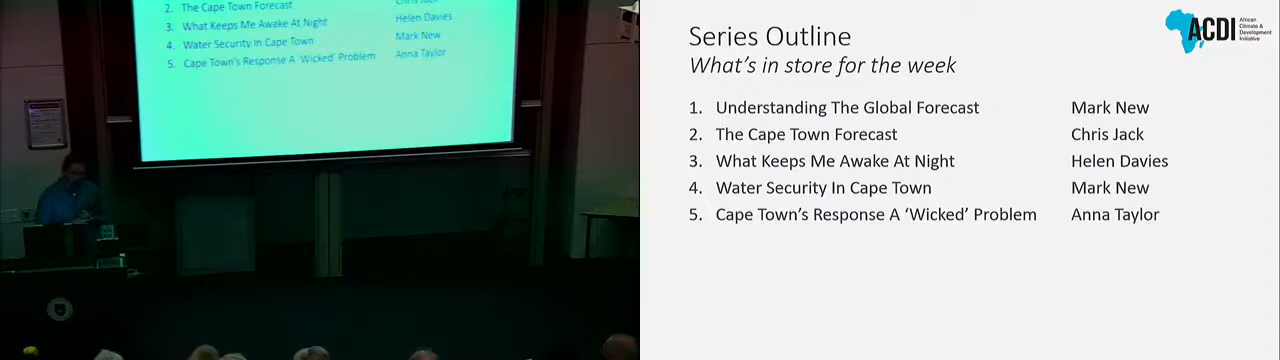 2. The Cape Town Forecast
3. What Keeps Me Awake At Night Helen Davies
4. Water Security In Cape Town Mark New
5. Cape Town's Response A 'Wicked' Problem Anna Taylor
Series Outline
What's in store for the week
1. Understanding The Global Forecast Mark New
2. The Cape Town Forecast Chris Jack
3. What Keeps Me Awake At Night Helen Davies
4. Water Security In Cape Town Mark New
5. Cape Town's Response A 'Wicked' Problem Anna Taylor
ACDI
African
Climate &
Development
Initiative